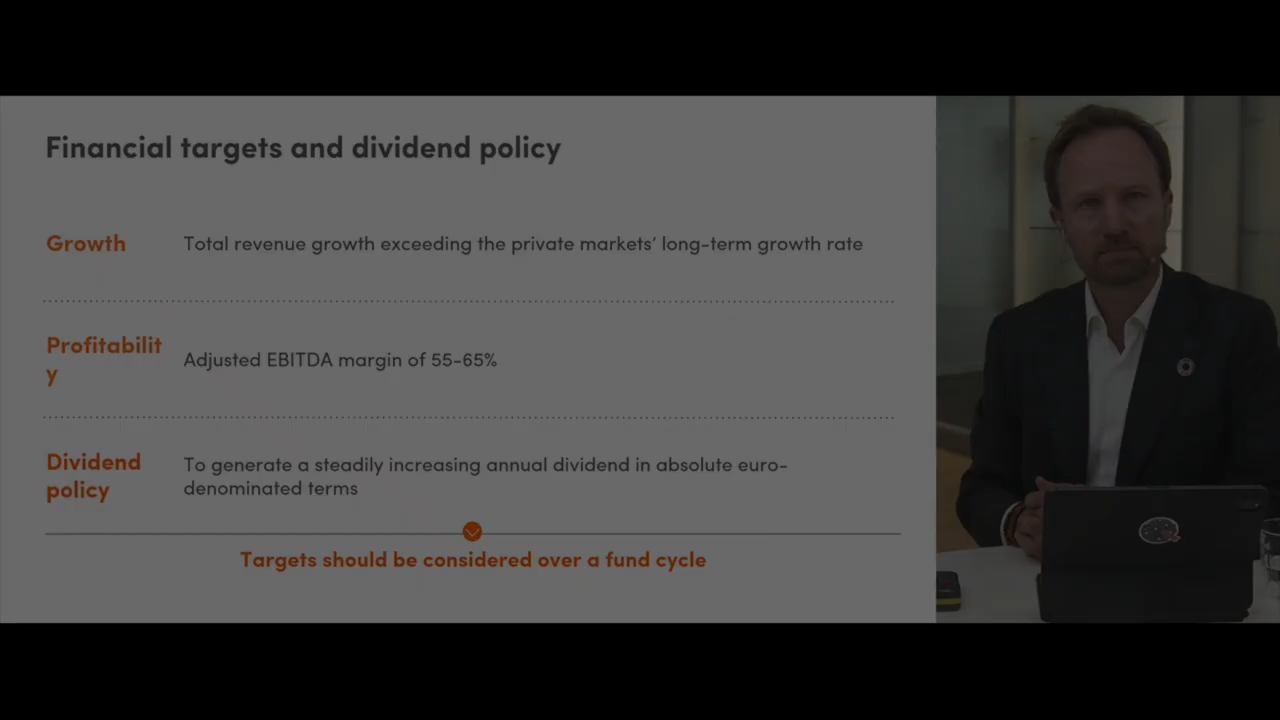 Financial targets and dividend policy
Growth
Total revenue growth exceeding the private markets’ long-term growth rate
Profitabilit
y
Adjusted EBITDA margin of 55-65%
Dividend
policy
To generate a steadily increasing annual dividend in absolute euro-
denominated terms
Targets should be considered over a fund cycle